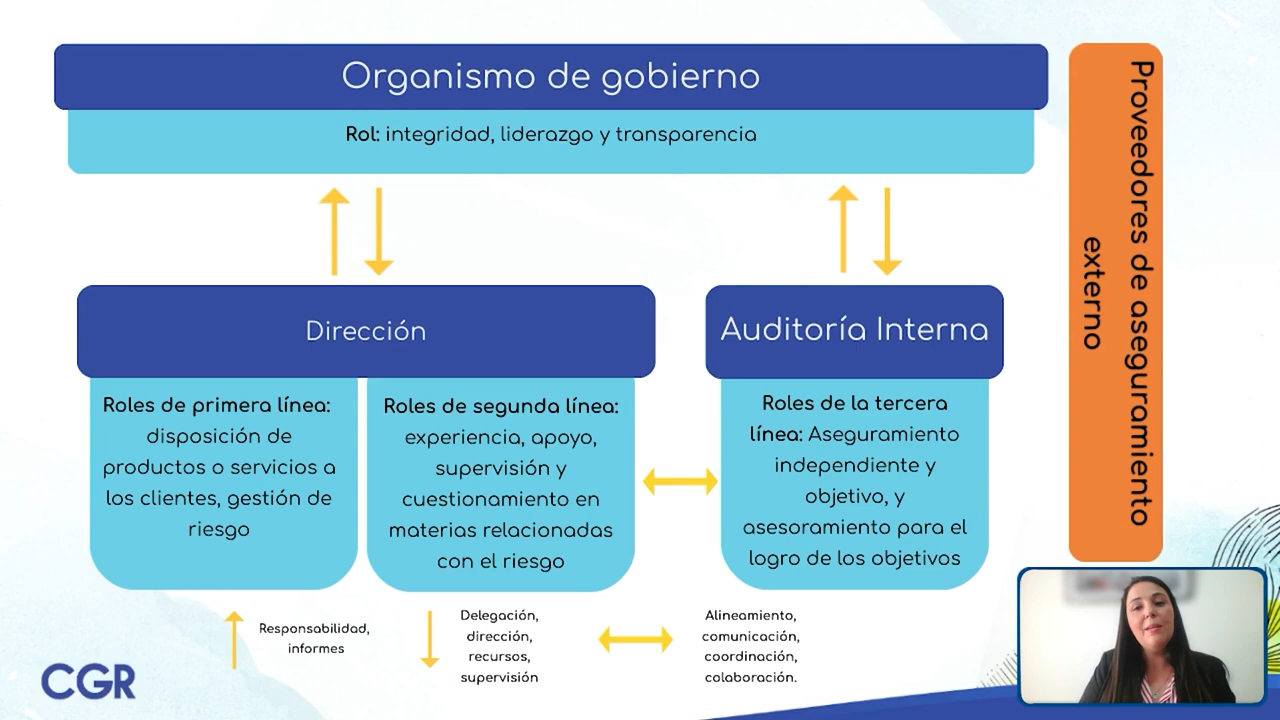 Organismo de gobierno
Rol: integridad, liderazgo y transparencia
Dirección
Roles de primera línea:
disposición de
productos o servicios a
los clientes, gestión de
riesgo
Roles de segunda línea:
experiencia, apoyo,
supervisión y
cuestionamiento en
materias relacionadas
con el riesgo
Auditoría Interna
Roles de la tercera
línea: Aseguramiento
independiente y
objetivo, y
asesoramiento para el
logro de los objetivos
Proveedores de aseguramiento
externo
Responsabilidad,
informes
Delegación,
dirección,
recursos,
supervisión
Alineamiento,
comunicación,
coordinación,
colaboración.
CGR